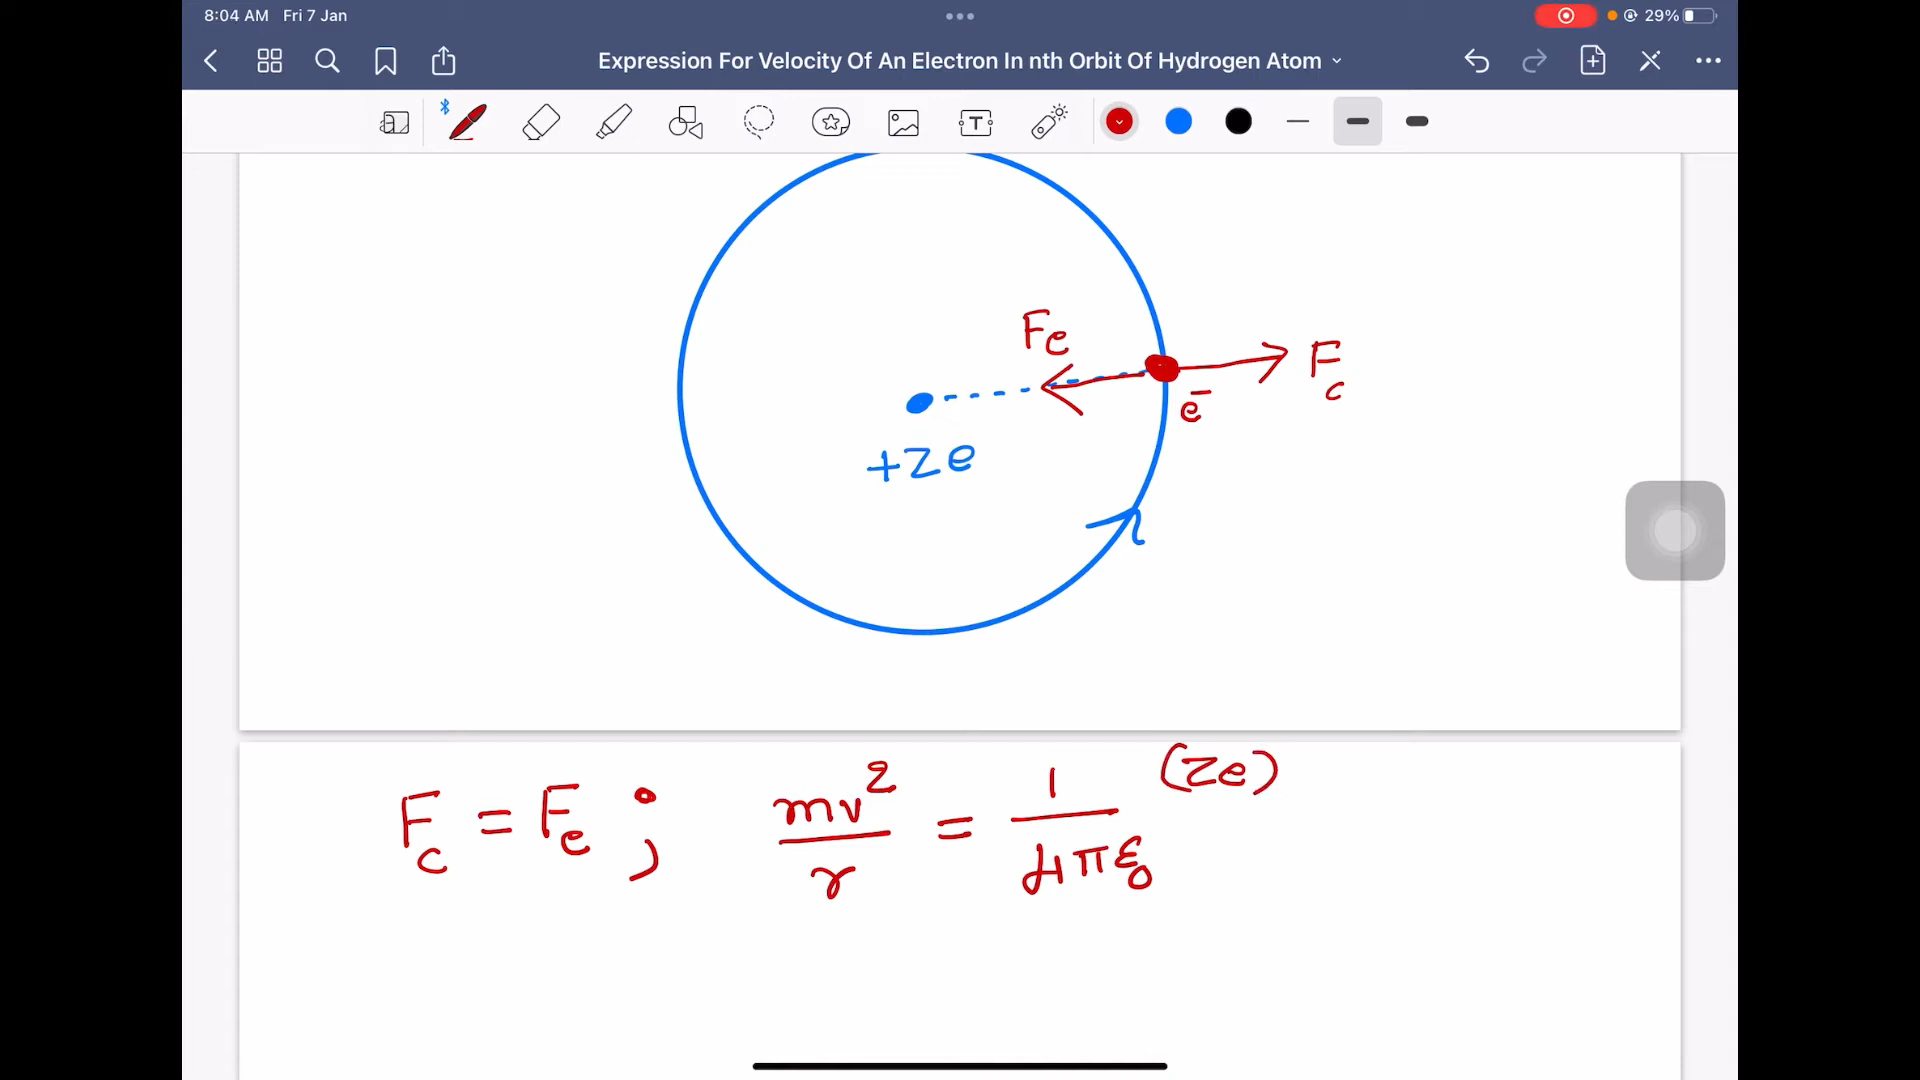 8:04 AM Fri 7 Jan
29%
Expression For Velocity Of An Electron In nth Orbit Of Hydrogen Atom
Fe
Fc
e⁻
+ze
Fc = Fe ; mv²/r = 1/4πε₀ (ze)